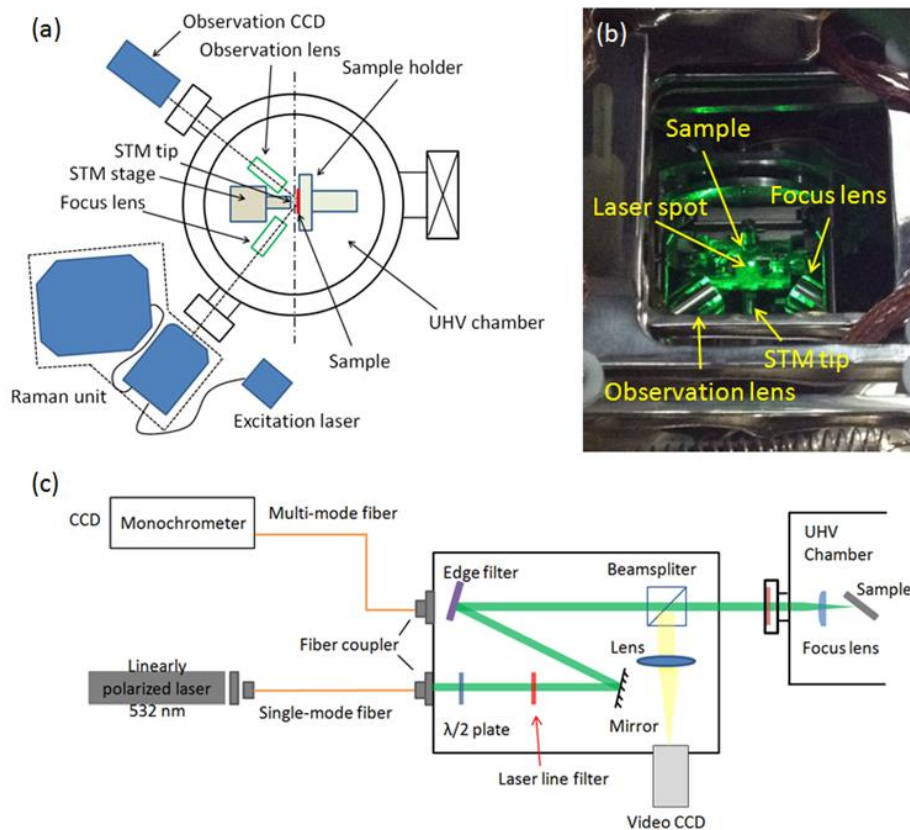 (a)
Observation CCD
Observation lens
Sample holder
STM tip
STM stage
Focus lens
UHV chamber
Sample
Raman unit
Excitation laser
(b)
Sample
Focus lens
Laser spot
STM tip
Observation lens
(c)
CCD
Monochrometer
Multi-mode fiber
Edge filter
Beamspliter
UHV
Chamber
Sample
Fiber coupler
Lens
Focus lens
Linearly
polarized laser
532 nm
Single-mode fiber
λ/2 plate
Mirror
Laser line filter
Video CCD